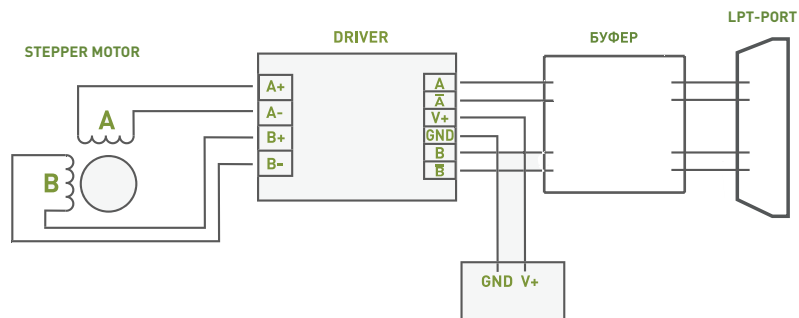 LPT-PORT
DRIVER
БУФЕР
STEPPER MOTOR
A+
A-
B+
B-
A
B
A
A̅
V+
GND
B
B̅
GND V+